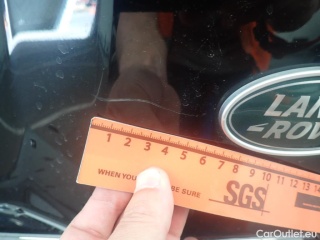 LAN
-ROV
1 2 3 4 5 6 7 8 9 10 11 12 13 14
WHEN YOU BE SURE SGS
CarOutlet.eu